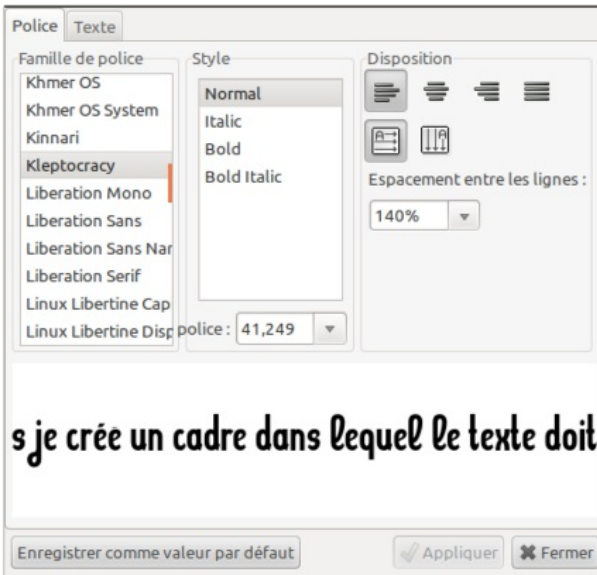 Police Texte
Famille de police
Khmer OS
Khmer OS System
Kinnari
Kleptocracy
Liberation Mono
Liberation Sans
Liberation Sans Nar
Liberation Serif
Linux Libertine Cap
Linux Libertine Disp
Style
Normal
Italic
Bold
Bold Italic
police : 41,249
Disposition
Espacement entre les lignes :
140%
s je crée un cadre dans lequel le texte doit
Enregistrer comme valeur par défaut
Appliquer
Fermer